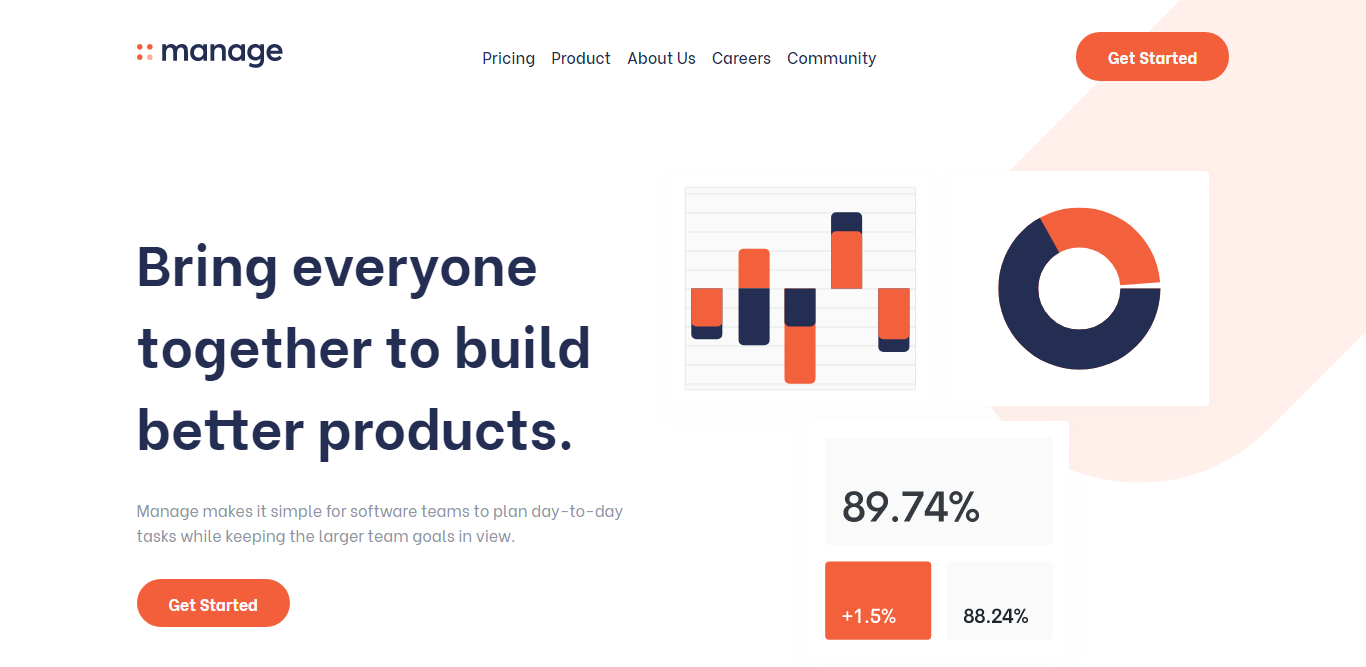 manage
Pricing Product About Us Careers Community
Get Started
Bring everyone
together to build
better products.
Manage makes it simple for software teams to plan day-to-day
tasks while keeping the larger team goals in view.
Get Started
89.74%
+1.5%
88.24%